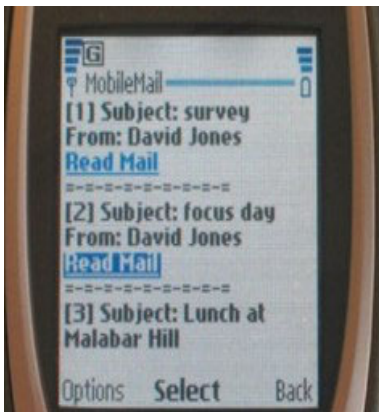 G
MobileMail
[1] Subject: survey
From: David Jones
Read Mail
=-=-=-=-=-=-=-=-=-=
[2] Subject: focus day
From: David Jones
Read Mail
=-=-=-=-=-=-=-=-=-=
[3] Subject: Lunch at
Malabar Hill
Options Select Back